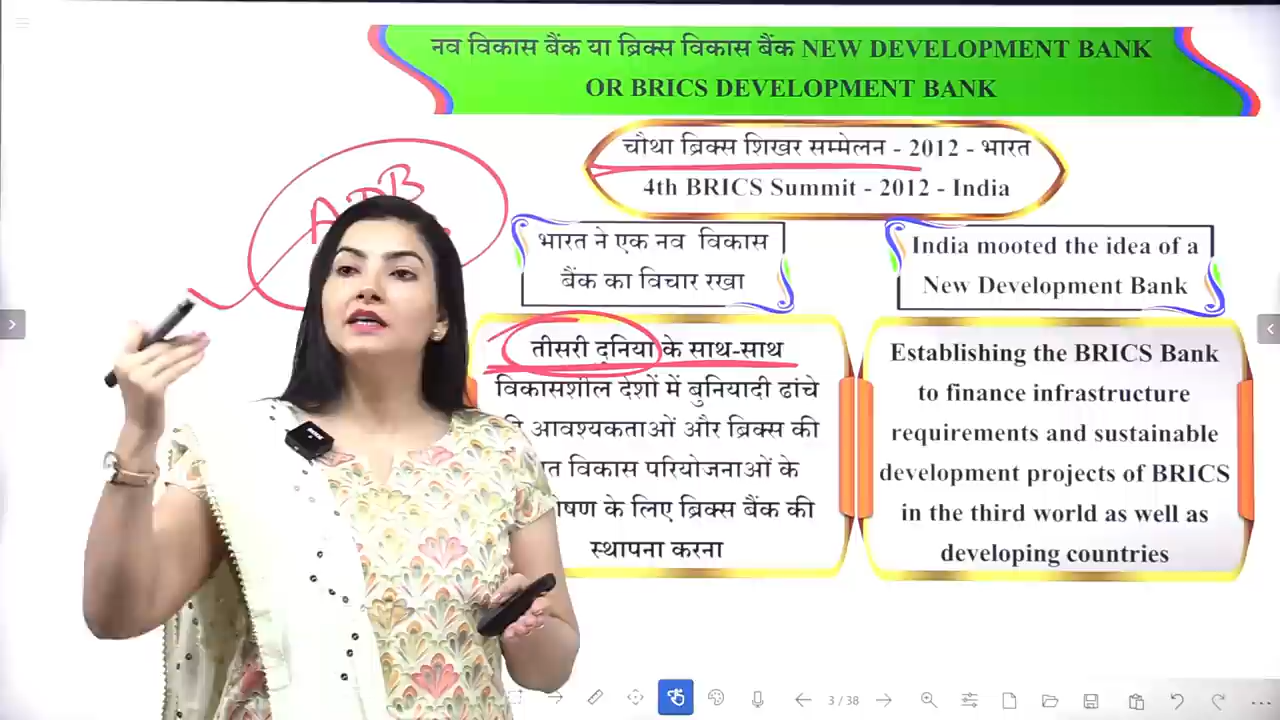 नव विकास बैंक या ब्रिक्स विकास बैंक NEW DEVELOPMENT BANK
OR BRICS DEVELOPMENT BANK
चौथा ब्रिक्स शिखर सम्मेलन - 2012 - भारत
4th BRICS Summit - 2012 - India
भारत ने एक नव विकास
बैंक का विचार रखा
India mooted the idea of a
New Development Bank
तीसरी दुनिया के साथ-साथ
विकासशील देशों में बुनियादी ढांचे
आवश्यकताओं और ब्रिक्स की
विकास परियोजनाओं के
के लिए ब्रिक्स बैंक की
स्थापना करना
Establishing the BRICS Bank
to finance infrastructure
requirements and sustainable
development projects of BRICS
in the third world as well as
developing countries
3 / 38